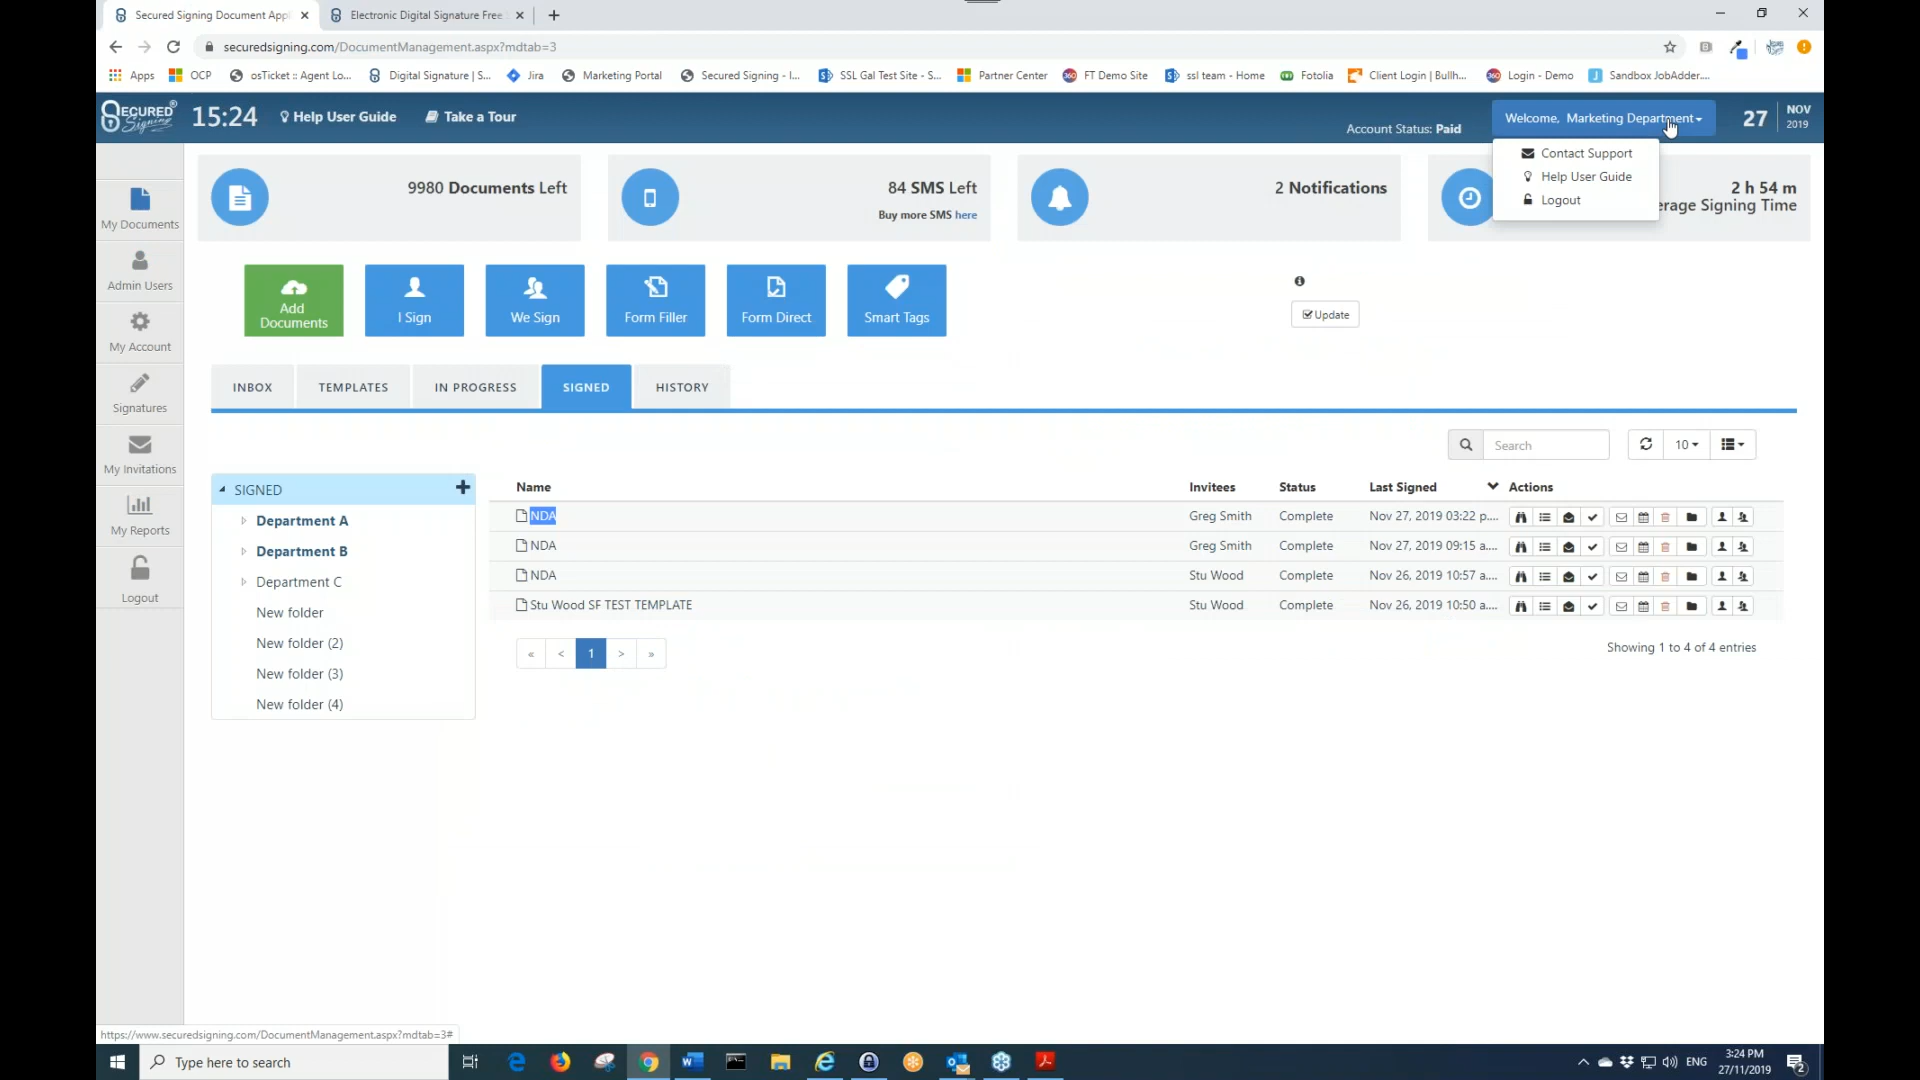 Secured Signing Document Appl
Electronic Digital Signature Free
securedsigning.com/DocumentManagement.aspx?mdtab=3
Apps
OCP
osTicket :: Agent Lo...
Digital Signature | S...
Jira
Marketing Portal
Secured Signing - I...
SSL Gal Test Site - S...
Partner Center
FT Demo Site
ssl team - Home
Fotolia
Client Login | Bullh...
Login - Demo
Sandbox JobAdder....
SECURED Signing
15:24
Help User Guide
Take a Tour
Account Status: Paid
Welcome, Marketing Department
27
NOV
2019
Contact Support
Help User Guide
Logout
My Documents
Admin Users
My Account
Signatures
My Invitations
My Reports
Logout
9980 Documents Left
84 SMS Left
Buy more SMS here
2 Notifications
2 h 54 m
erage Signing Time
Add Documents
I Sign
We Sign
Form Filler
Form Direct
Smart Tags
Update
INBOX
TEMPLATES
IN PROGRESS
SIGNED
HISTORY
Search
10
SIGNED
Department A
Department B
Department C
New folder
New folder (2)
New folder (3)
New folder (4)
Name Invitees Status Last Signed Actions
NDA Greg Smith Complete Nov 27, 2019 03:22 p....
NDA Greg Smith Complete Nov 27, 2019 09:15 a....
NDA Stu Wood Complete Nov 26, 2019 10:57 a....
Stu Wood SF TEST TEMPLATE Stu Wood Complete Nov 26, 2019 10:50 a....
« < 1 > »
Showing 1 to 4 of 4 entries
https://www.securedsigning.com/DocumentManagement.aspx?mdtab=3#
Type here to search
ENG
3:24 PM
27/11/2019
2